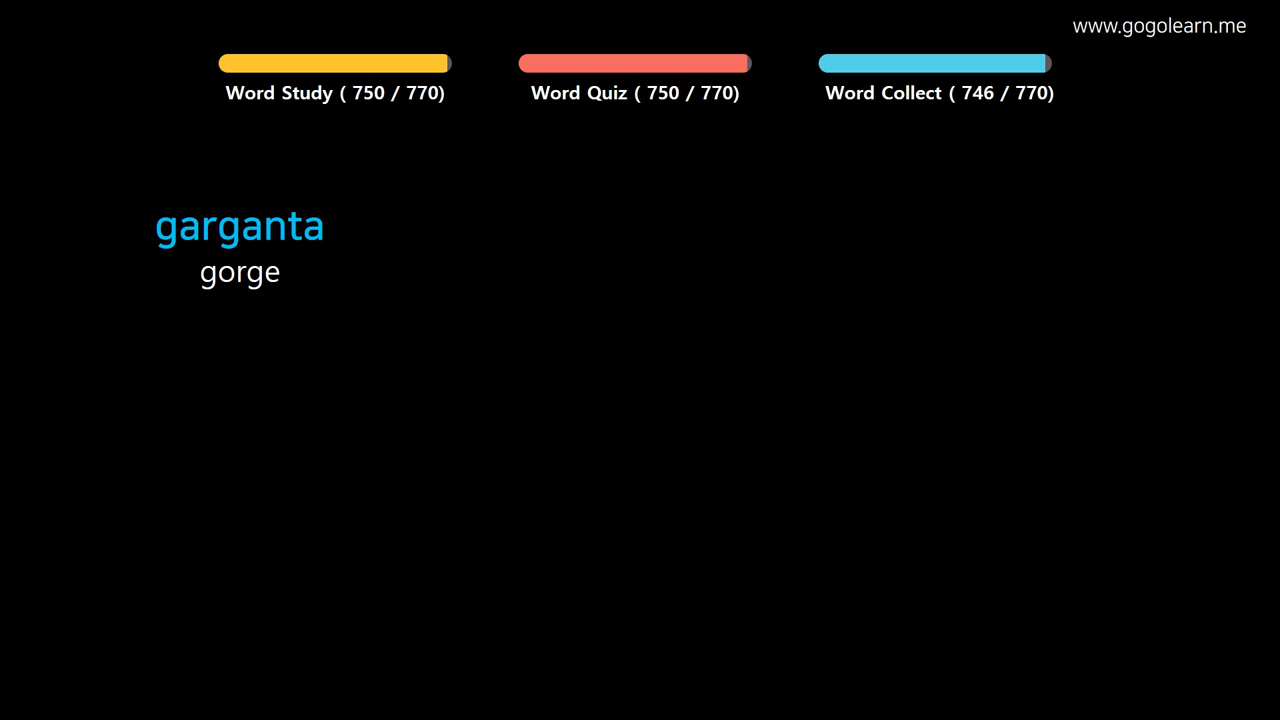 www.gogolearn.me
Word Study ( 750 / 770)
Word Quiz ( 750 / 770)
Word Collect ( 746 / 770)
garganta
gorge